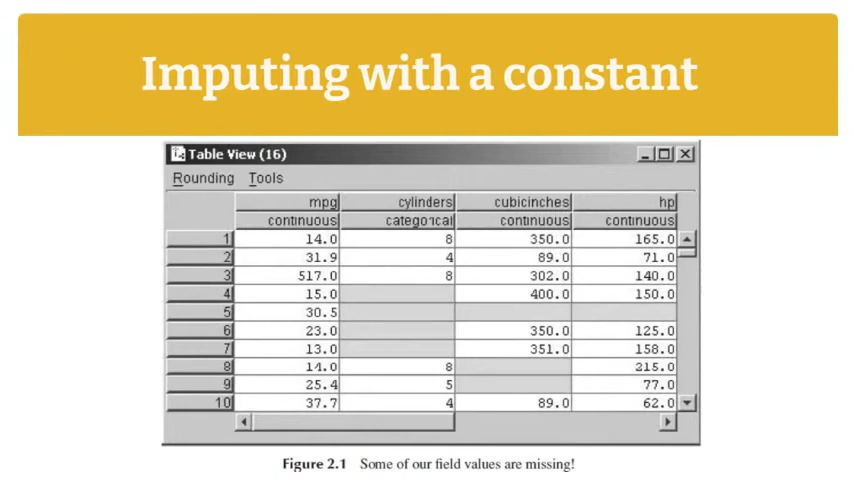 Imputing with a constant
Table View (16)
Rounding Tools
mpg cylinders cubicinches hp
continuous categorical continuous continuous
1 14.0 8 350.0 165.0
2 31.9 4 89.0 71.0
3 517.0 8 302.0 140.0
4 15.0 400.0 150.0
5 30.5
6 23.0 350.0 125.0
7 13.0 351.0 158.0
8 14.0 8 215.0
9 25.4 5 77.0
10 37.7 4 89.0 62.0
Figure 2.1 Some of our field values are missing!